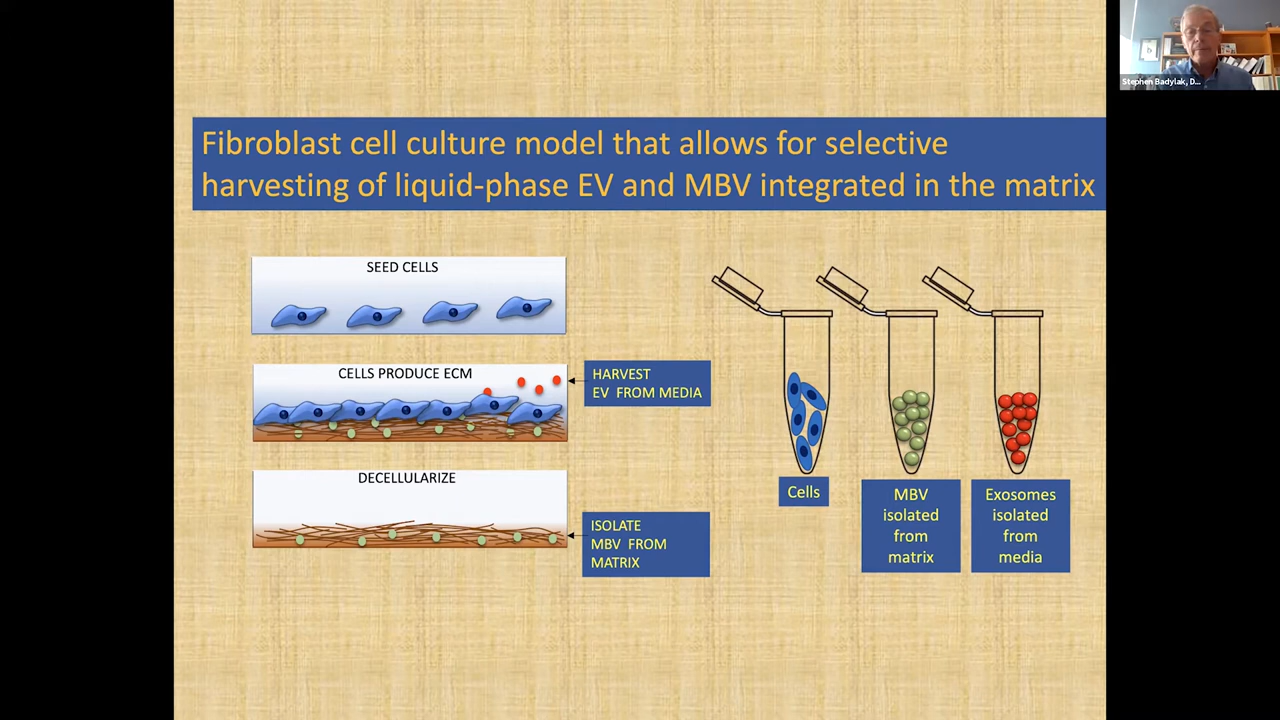 Fibroblast cell culture model that allows for selective
harvesting of liquid-phase EV and MBV integrated in the matrix
SEED CELLS
CELLS PRODUCE ECM
HARVEST
EV FROM MEDIA
DECELLULARIZE
ISOLATE
MBV FROM
MATRIX
Cells
MBV
isolated
from
matrix
Exosomes
isolated
from
media
Stephen Badylak, D...